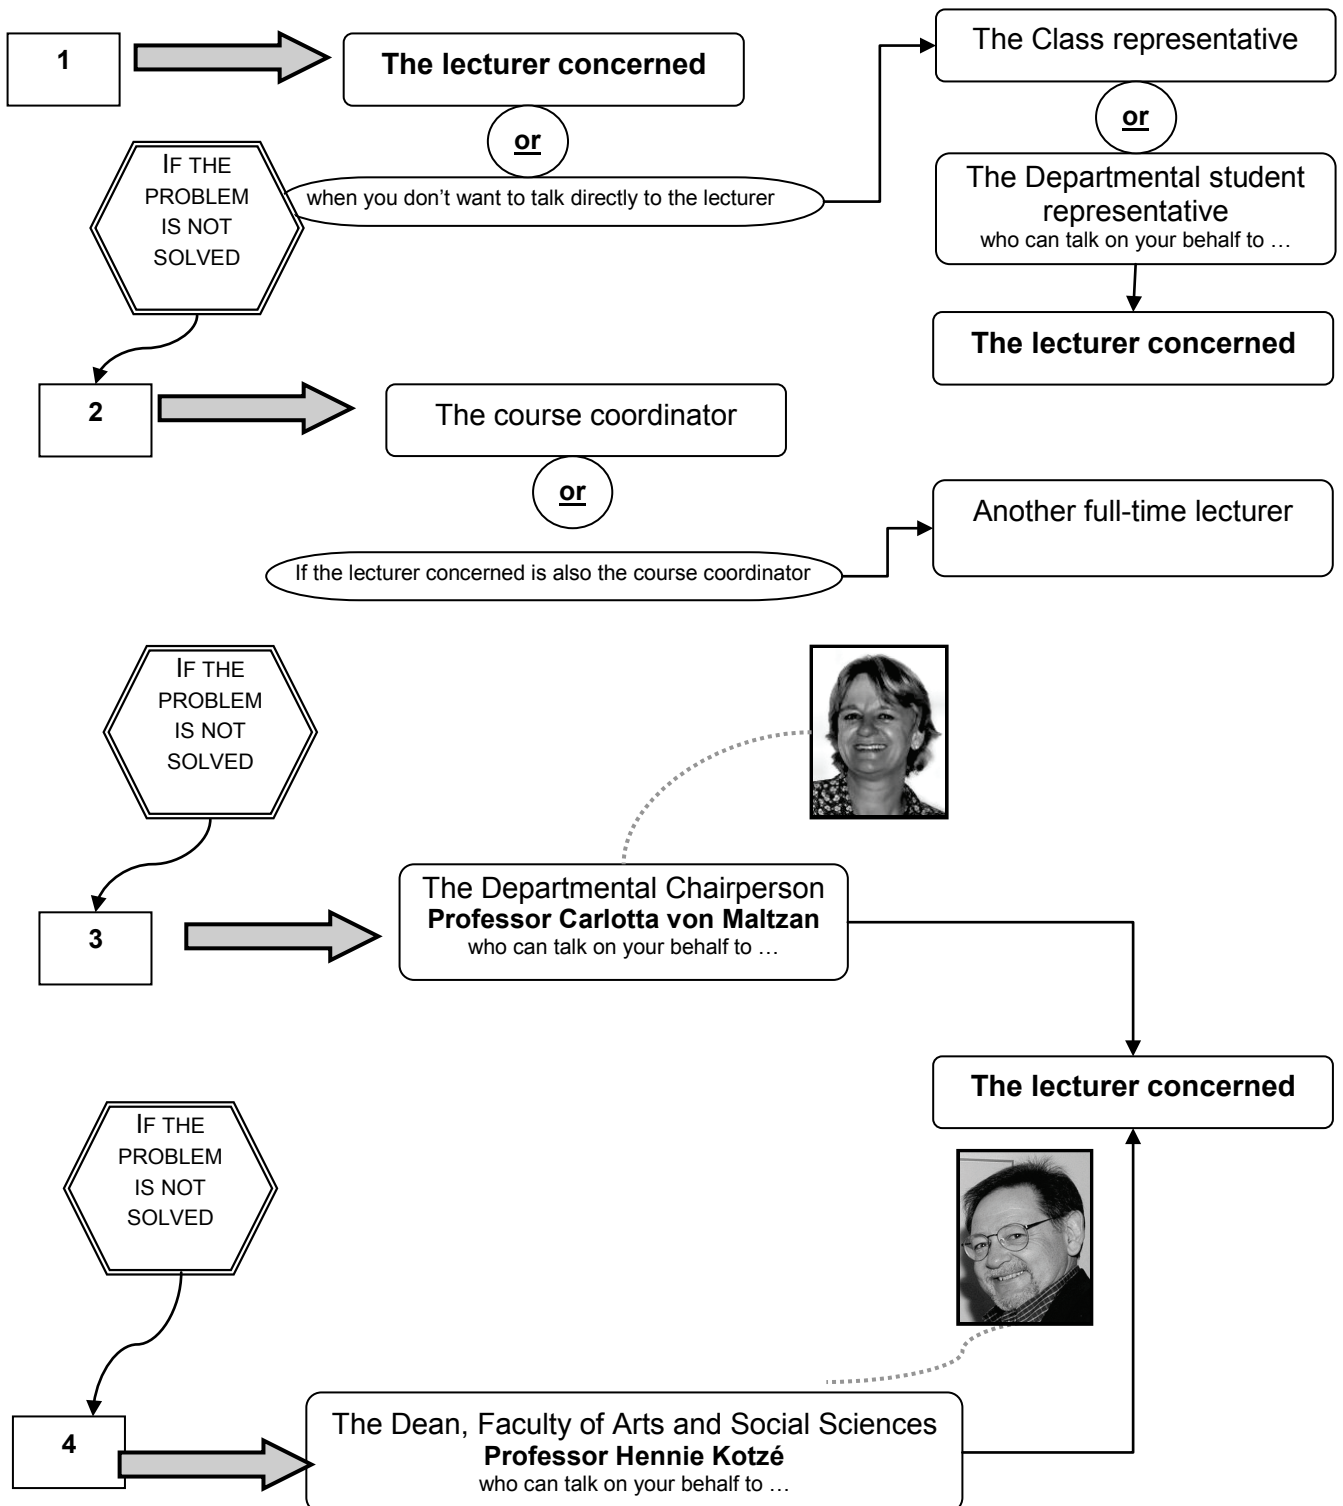 1
The lecturer concerned
or
when you don't want to talk directly to the lecturer
The Class representative
or
The Departmental student
representative
who can talk on your behalf to …
The lecturer concerned
IF THE
PROBLEM
IS NOT
SOLVED
2
The course coordinator
or
If the lecturer concerned is also the course coordinator
Another full-time lecturer
IF THE
PROBLEM
IS NOT
SOLVED
3
The Departmental Chairperson
Professor Carlotta von Maltzan
who can talk on your behalf to …
The lecturer concerned
IF THE
PROBLEM
IS NOT
SOLVED
4
The Dean, Faculty of Arts and Social Sciences
Professor Hennie Kotzé
who can talk on your behalf to …